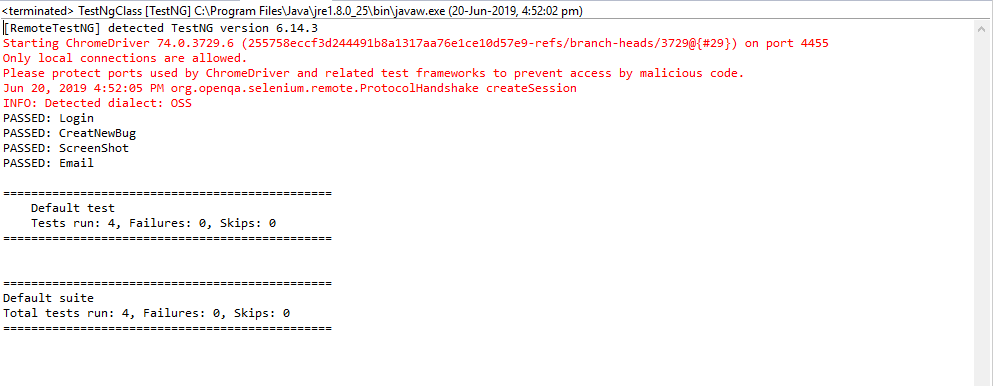 <terminated> TestNgClass [TestNG] C:\Program Files\Java\jre1.8.0_25\bin\javaw.exe (20-Jun-2019, 4:52:02 pm)
[RemoteTestNG] detected TestNG version 6.14.3
Starting ChromeDriver 74.0.3729.6 (255758eccf3d244491b8a1317aa76e1ce10d57e9-refs/branch-heads/3729@{#29}) on port 4455
Only local connections are allowed.
Please protect ports used by ChromeDriver and related test frameworks to prevent access by malicious code.
Jun 20, 2019 4:52:05 PM org.openqa.selenium.remote.ProtocolHandshake createSession
INFO: Detected dialect: OSS
PASSED: Login
PASSED: CreatNewBug
PASSED: ScreenShot
PASSED: Email
===============================================
Default test
Tests run: 4, Failures: 0, Skips: 0
===============================================
===============================================
Default suite
Total tests run: 4, Failures: 0, Skips: 0
===============================================